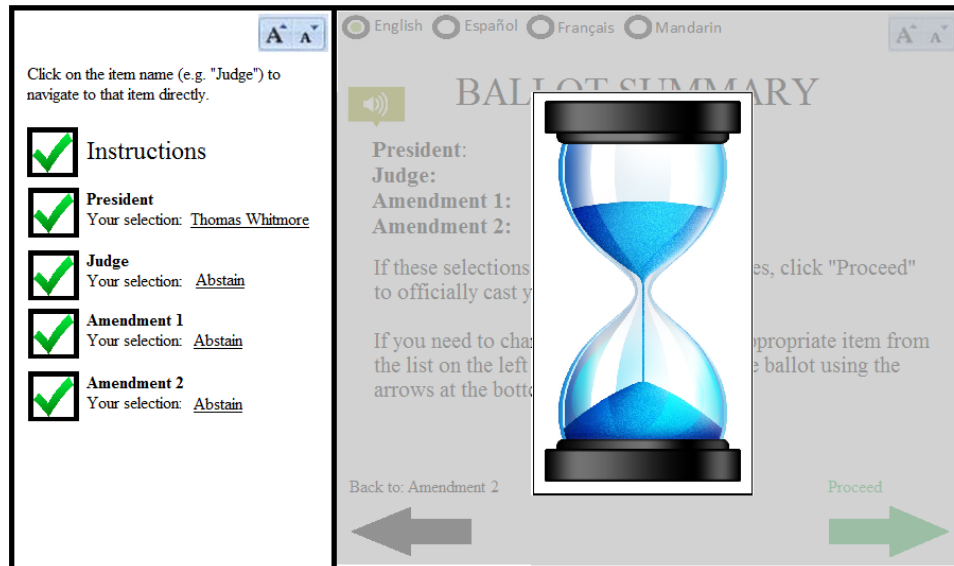 A A
Click on the item name (e.g. "Judge") to
navigate to that item directly.
Instructions
President
Your selection: Thomas Whitmore
Judge
Your selection: Abstain
Amendment 1
Your selection: Abstain
Amendment 2
Your selection: Abstain
English Español Français Mandarin
A A
BALLOT SUMMARY
President:
Judge:
Amendment 1:
Amendment 2:
If these selections es, click "Proceed"
to officially cast y
If you need to cha ppropriate item from
the list on the left e ballot using the
arrows at the bott
Back to: Amendment 2
Proceed